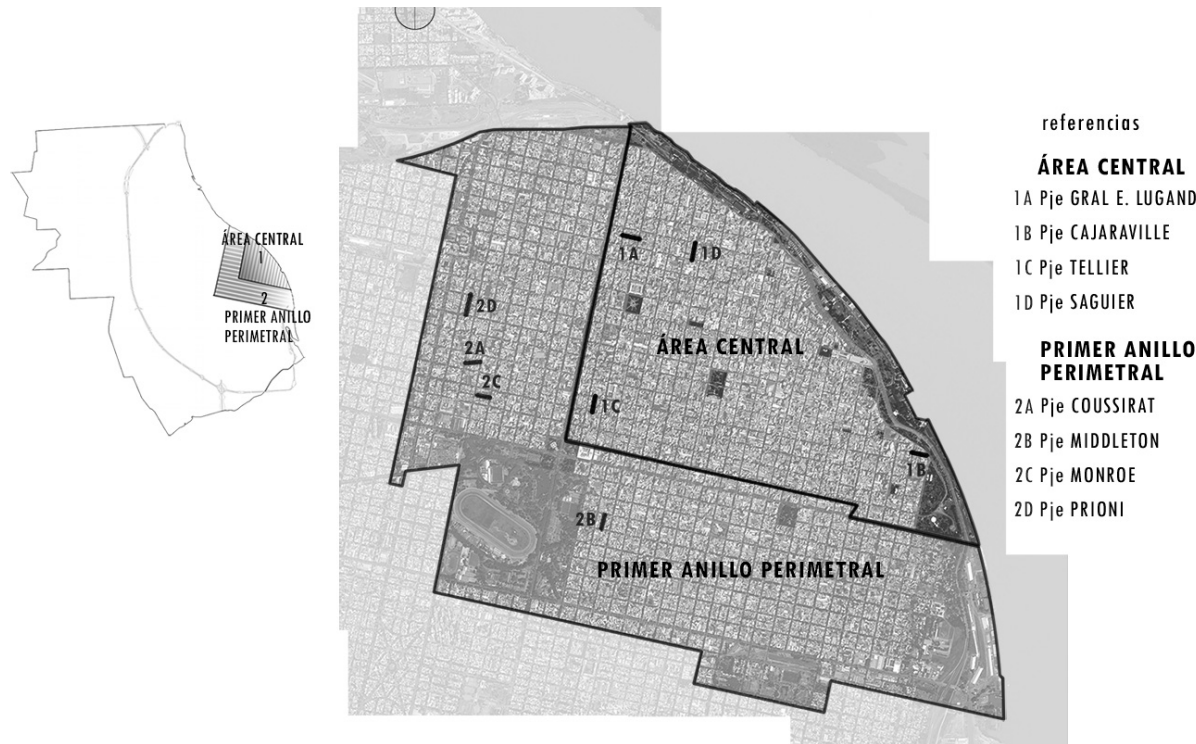 ÁREA CENTRAL
1
2
PRIMER ANILLO
PERIMETRAL
1A
1D
2D
2A
2C
ÁREA CENTRAL
1C
1B
2B
PRIMER ANILLO PERIMETRAL
referencias
ÁREA CENTRAL
1A Pje GRAL E. LUGAND
1B Pje CAJARAVILLE
1C Pje TELLIER
1D Pje SAGUIER
PRIMER ANILLO
PERIMETRAL
2A Pje COUSSIRAT
2B Pje MIDDLETON
2C Pje MONROE
2D Pje PRIONI